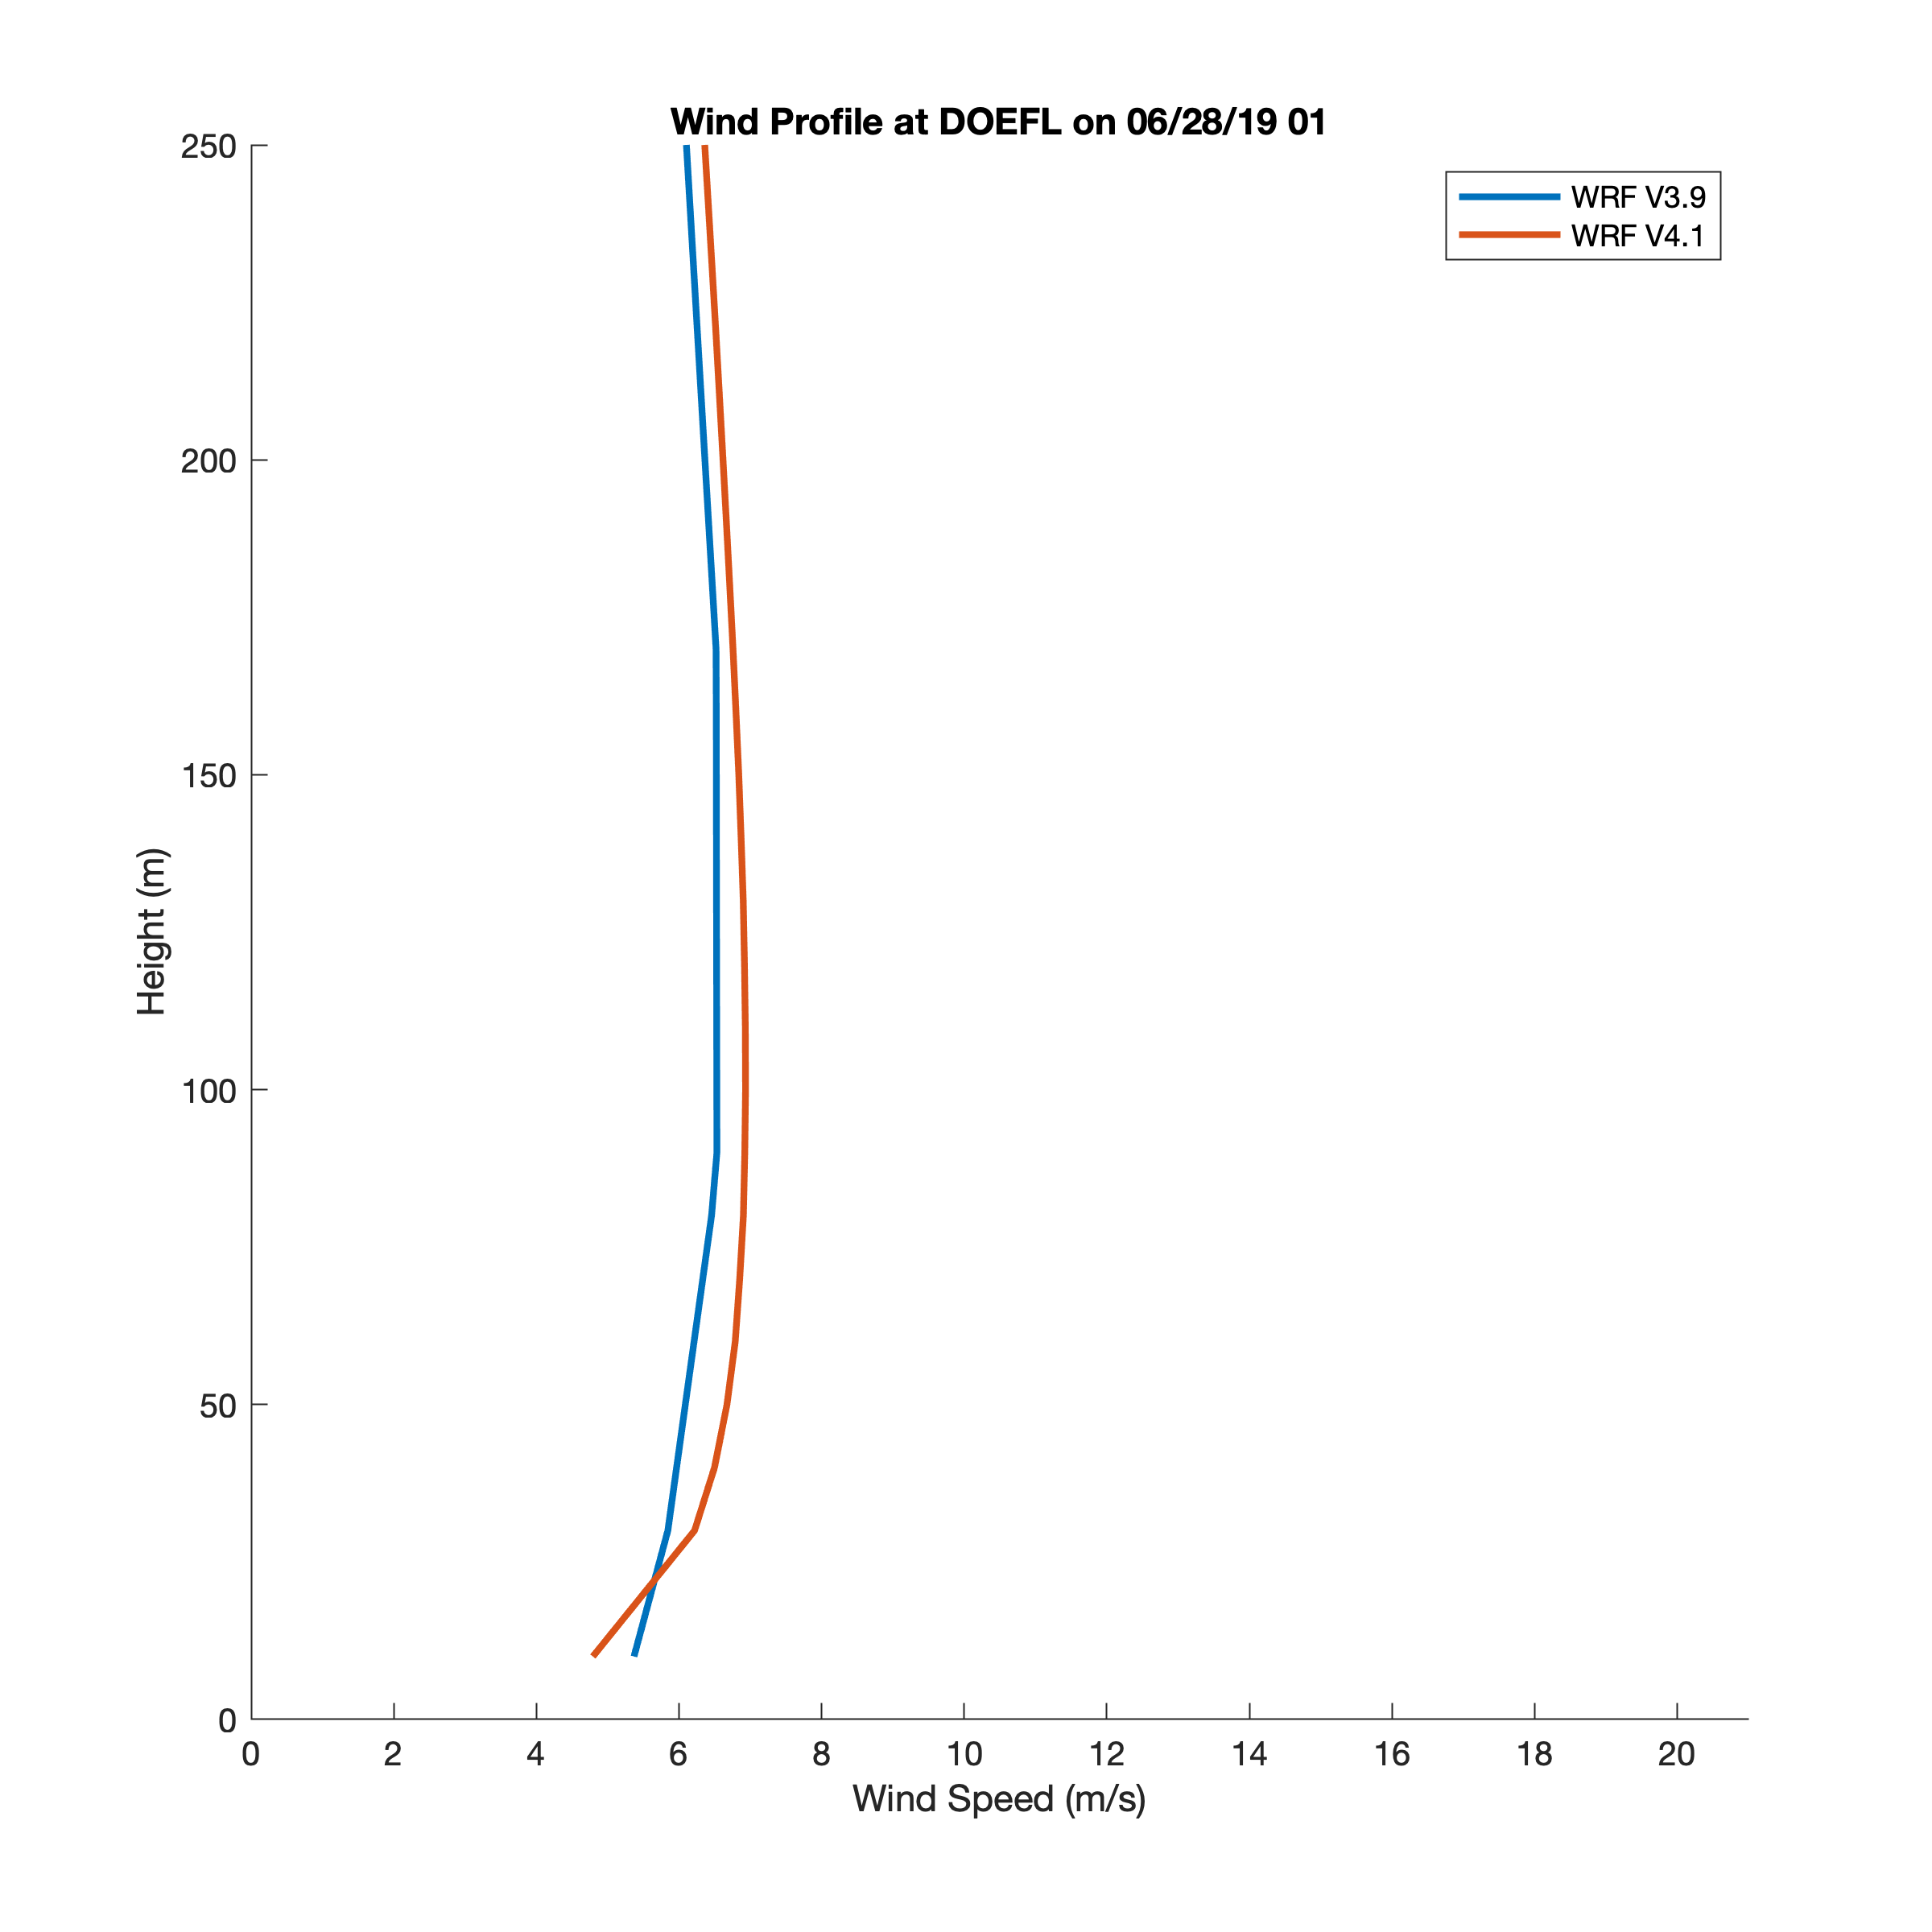 Wind Profile at DOEFL on 06/28/19 01
WRF V3.9
WRF V4.1
250
200
150
100
50
0
Height (m)
0 2 4 6 8 10 12 14 16 18 20
Wind Speed (m/s)